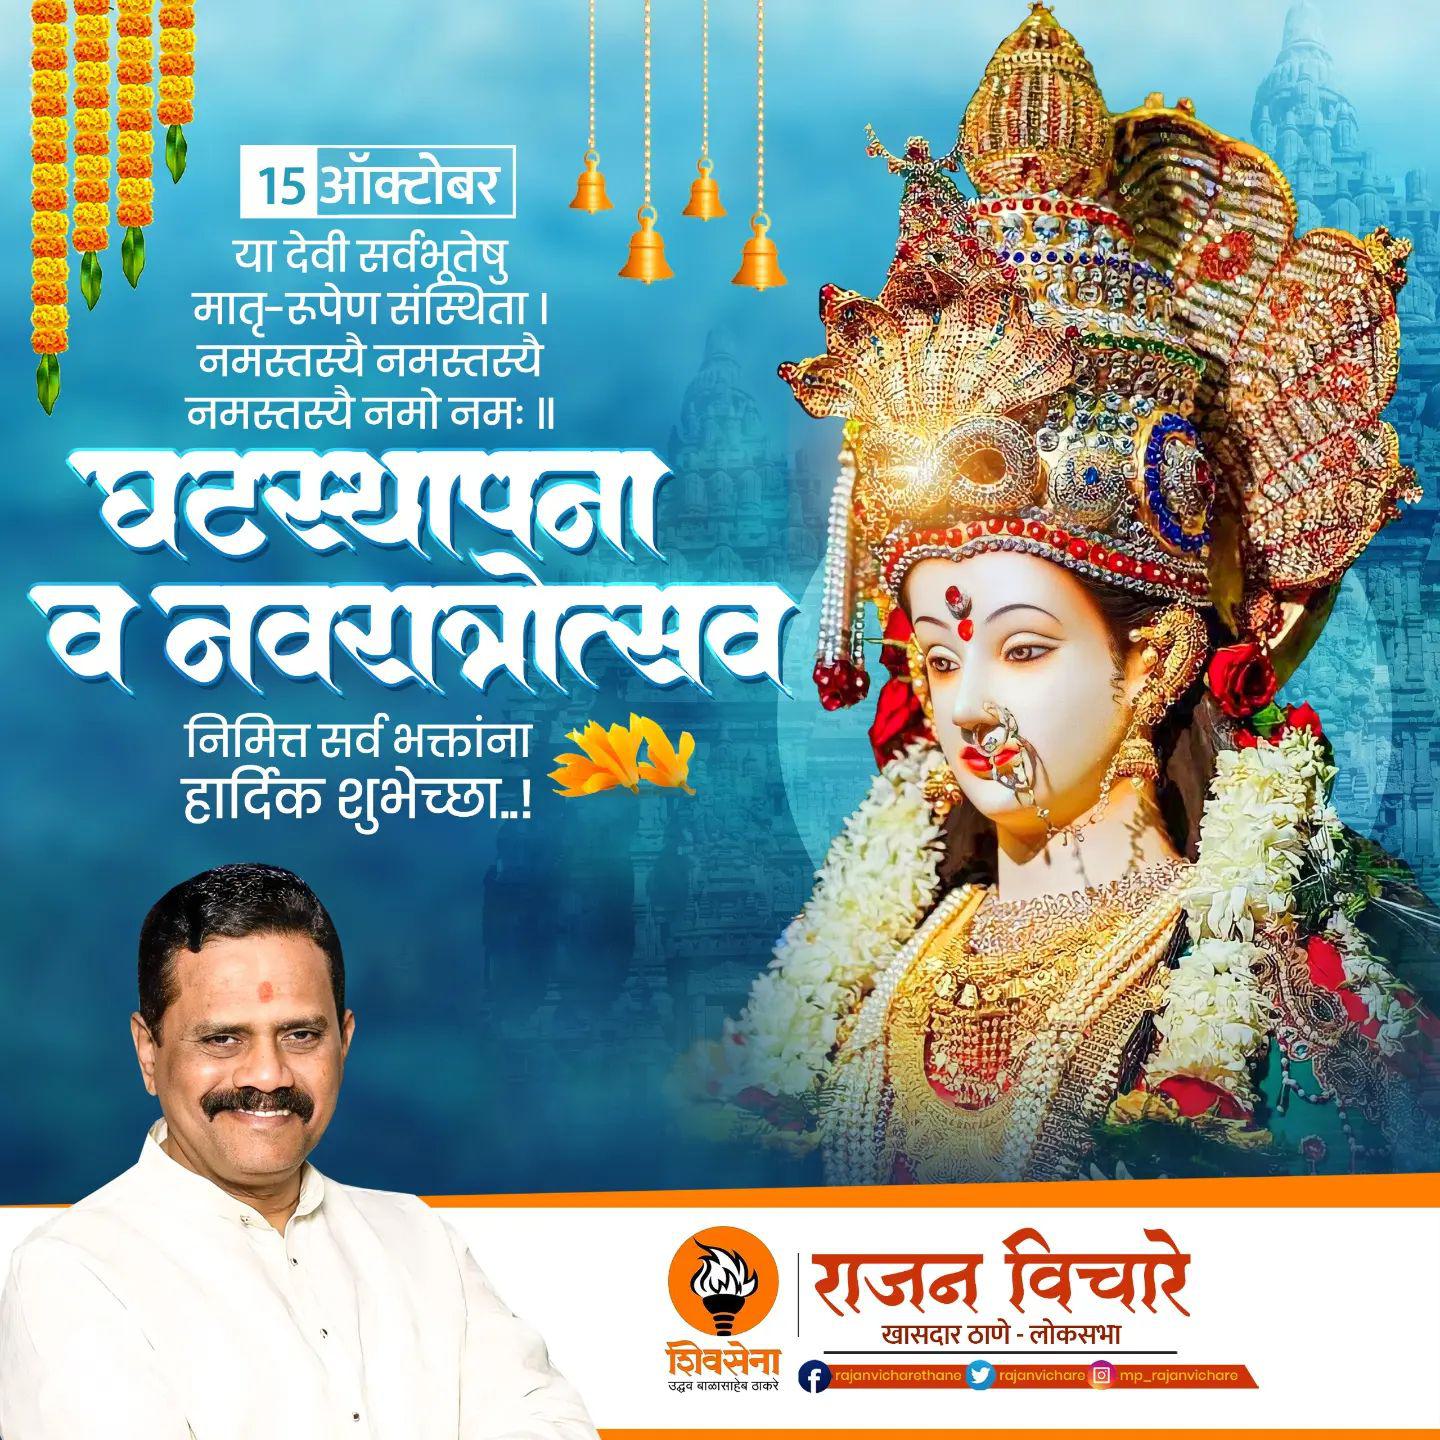 15 ऑक्टोबर
या देवी सर्वभूतेषु
मातृ-रूपेण संस्थिता ।
नमस्तस्यै नमस्तस्यै
नमस्तस्यै नमो नमः ॥
घटस्थापना
व नवरात्रोत्सव
निमित्त सर्व भक्तांना
हार्दिक शुभेच्छा..!
शिवसेना
उद्धव बाळासाहेब ठाकरे
राजन विचारे
खासदार ठाणे - लोकसभा
rajanvicharethane rajanvichare mp_rajanvichare